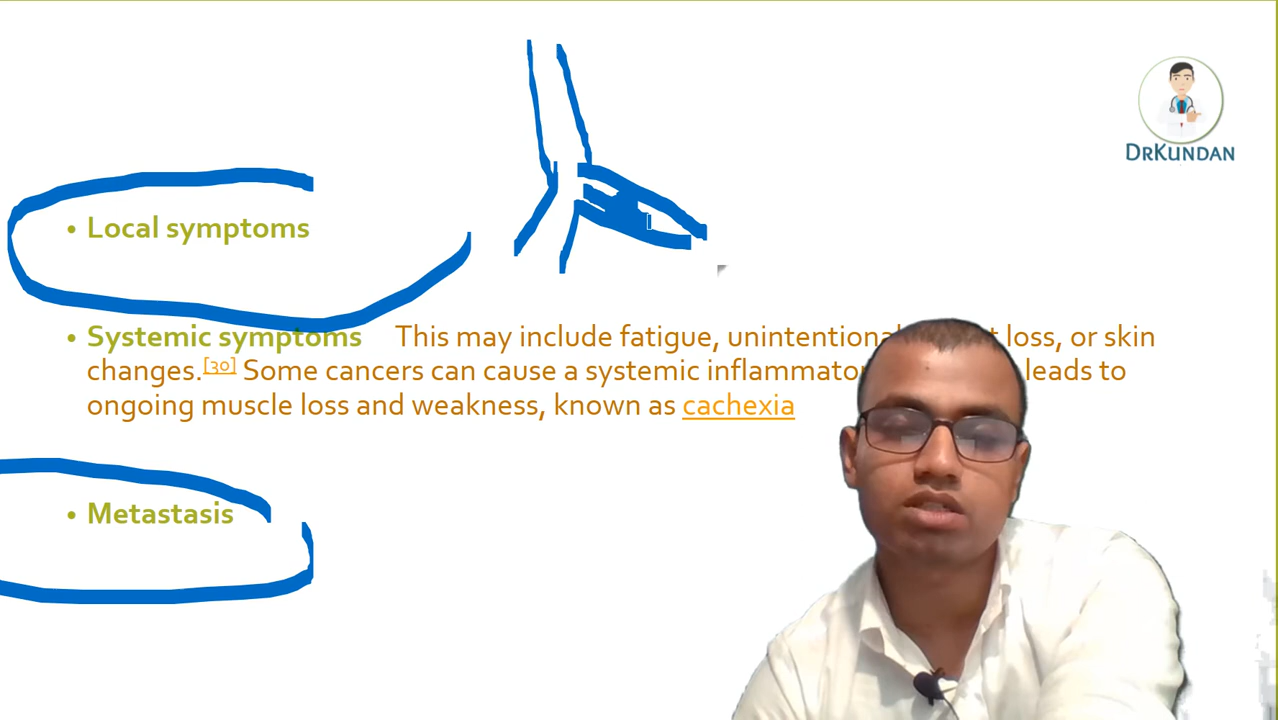 DrKundan
• Local symptoms
• Systemic symptoms This may include fatigue, unintentional loss, or skin
changes.[30] Some cancers can cause a systemic leads to
ongoing muscle loss and weakness, known as cachexia
• Metastasis